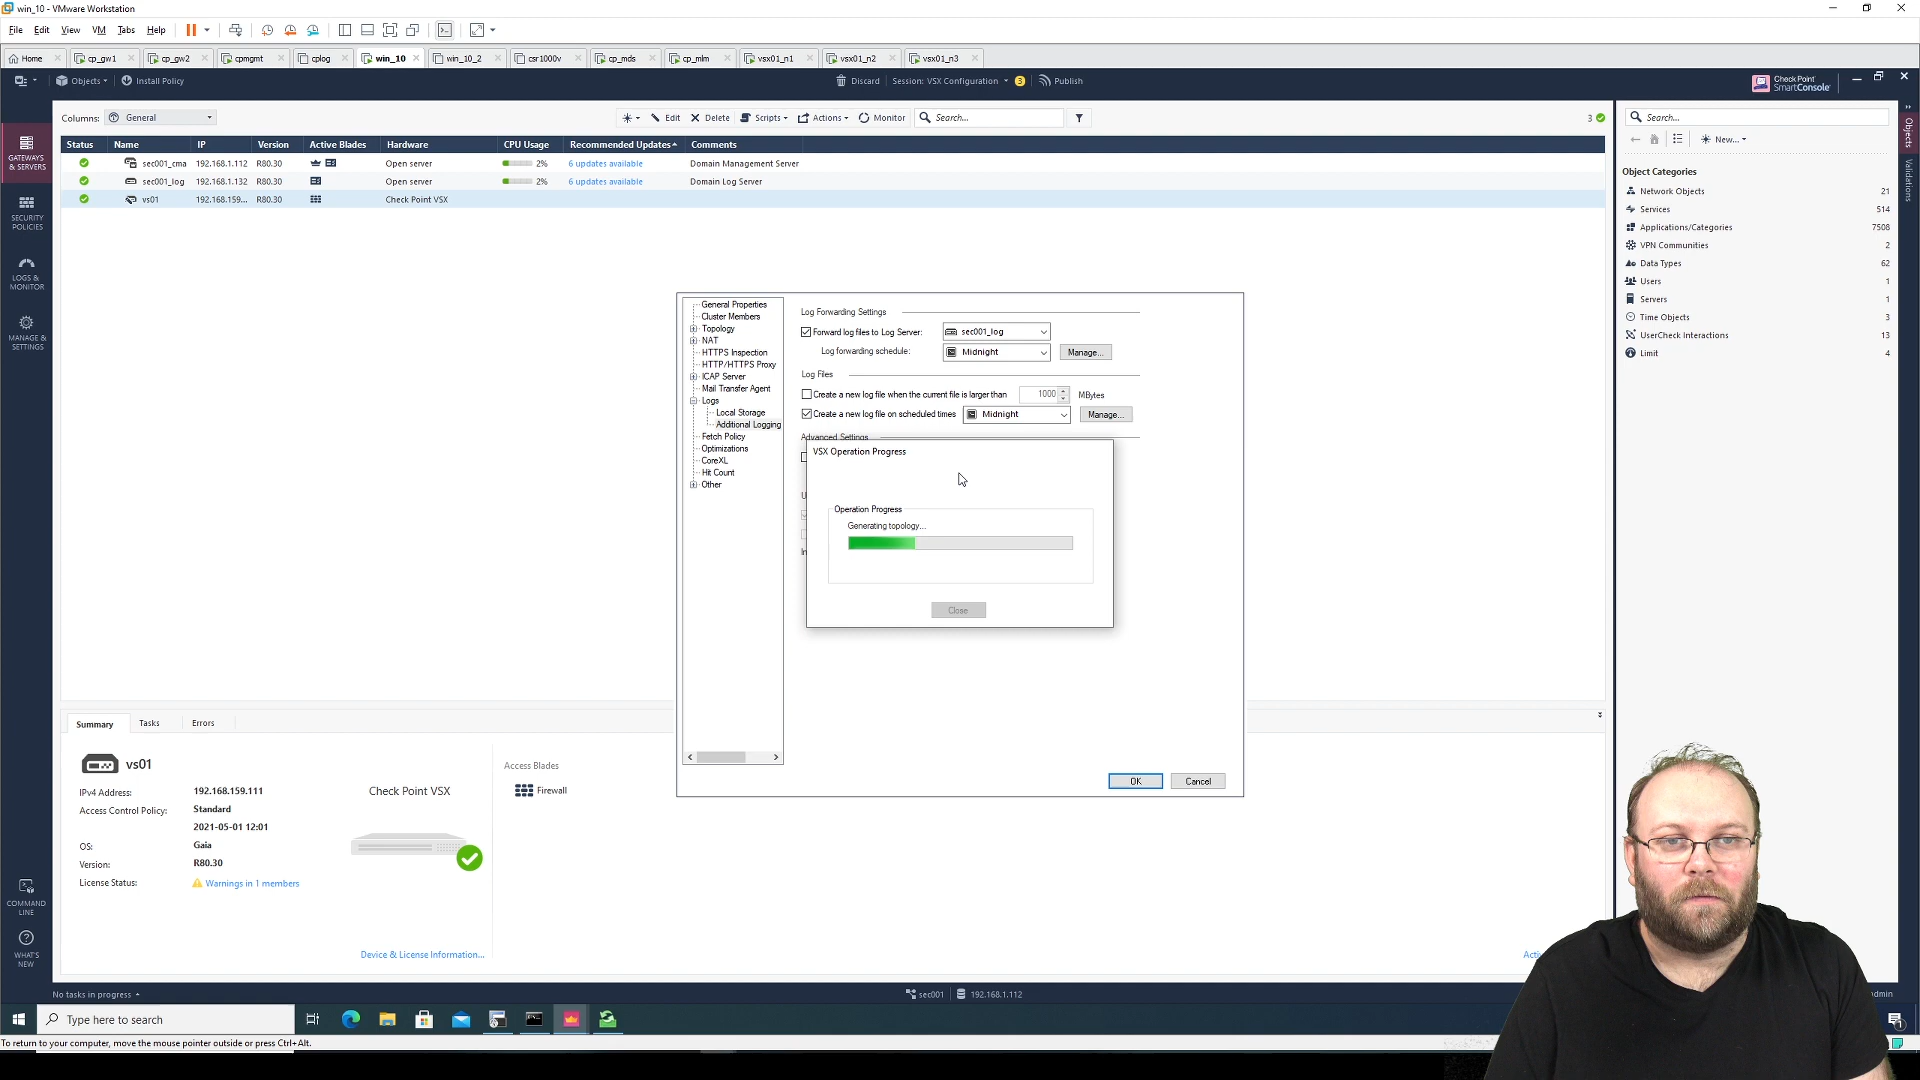 win_10 - VMware Workstation
File Edit View VM Tabs Help
Home cp_gw1 cp_gw2 cpmgmt cplog win_10 win_10_2 csr1000v cp_mds cp_mlm vsx01_n1 vsx01_n2 vsx01_n3
Objects Install Policy Discard Session: VSX Configuration 3 Publish Check Point SmartConsole
Columns: General Edit Delete Scripts Actions Monitor Search... 3
Status Name IP Version Active Blades Hardware CPU Usage Recommended Updates Comments
sec001_cma 192.168.1.112 R80.30 Open server 2% 6 updates available Domain Management Server
sec001_log 192.168.1.132 R80.30 Open server 2% 6 updates available Domain Log Server
vs01 192.168.159... R80.30 Check Point VSX
GATEWAYS & SERVERS
SECURITY POLICIES
LOGS & MONITOR
MANAGE & SETTINGS
COMMAND LINE
WHAT'S NEW
General Properties
Cluster Members
Topology
NAT
HTTPS Inspection
HTTP/HTTPS Proxy
ICAP Server
Mail Transfer Agent
Logs
Local Storage
Additional Logging
Fetch Policy
Optimizations
CoreXL
Hit Count
Other
Log Forwarding Settings
Forward log files to Log Server: sec001_log
Log forwarding schedule: Midnight Manage...
Log Files
Create a new log file when the current file is larger than 1000 MBytes
Create a new log file on scheduled times Midnight Manage...
Advanced Settings
VSX Operation Progress
Operation Progress
Generating topology...
Close
OK Cancel
Search...
New...
Object Categories
Network Objects 21
Services 514
Applications/Categories 7508
VPN Communities 2
Data Types 62
Users 1
Servers 1
Time Objects 3
UserCheck Interactions 13
Limit 4
Objects
Validations
Summary Tasks Errors
vs01
IPv4 Address: 192.168.159.111
Access Control Policy: Standard
2021-05-01 12:01
OS: Gaia
Version: R80.30
License Status: Warnings in 1 members
Check Point VSX
Device & License Information...
Access Blades
Firewall
No tasks in progress sec001 192.168.1.112
Type here to search
To return to your computer, move the mouse pointer outside or press Ctrl+Alt.